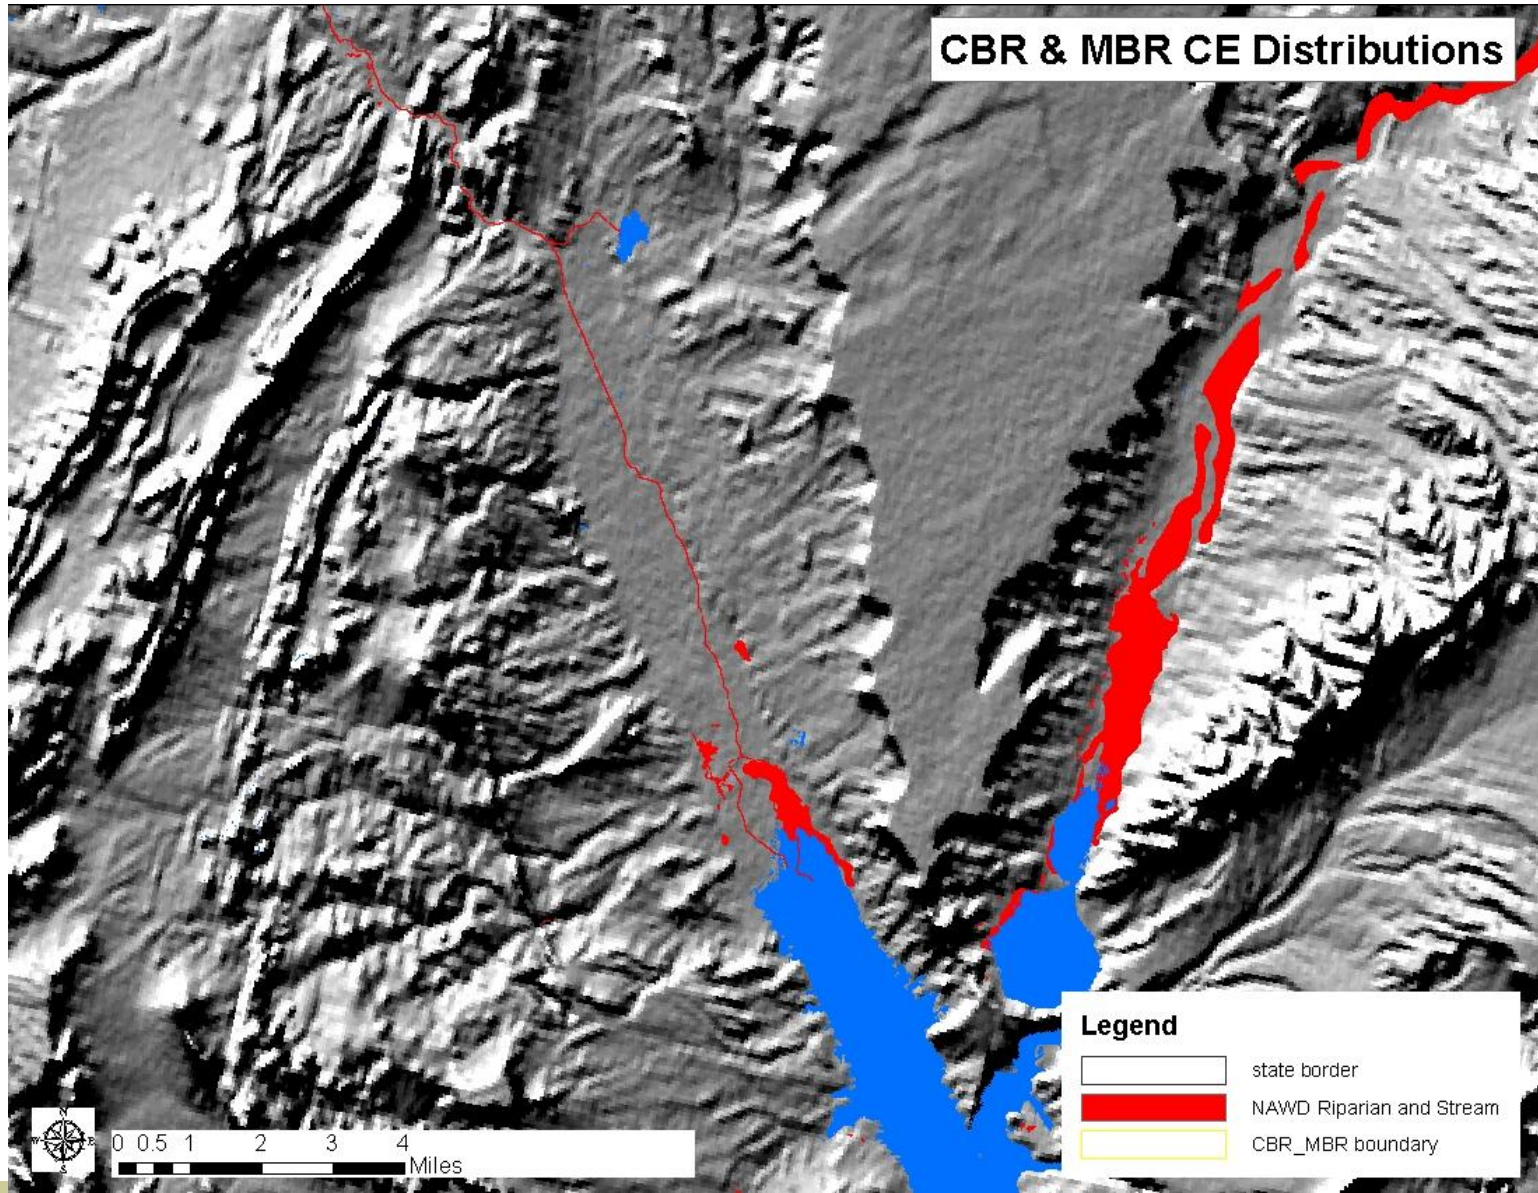 CBR & MBR CE Distributions
Legend
state border
NAWD Riparian and Stream
CBR_MBR boundary
N
W E
S
0 0.5 1 2 3 4
Miles